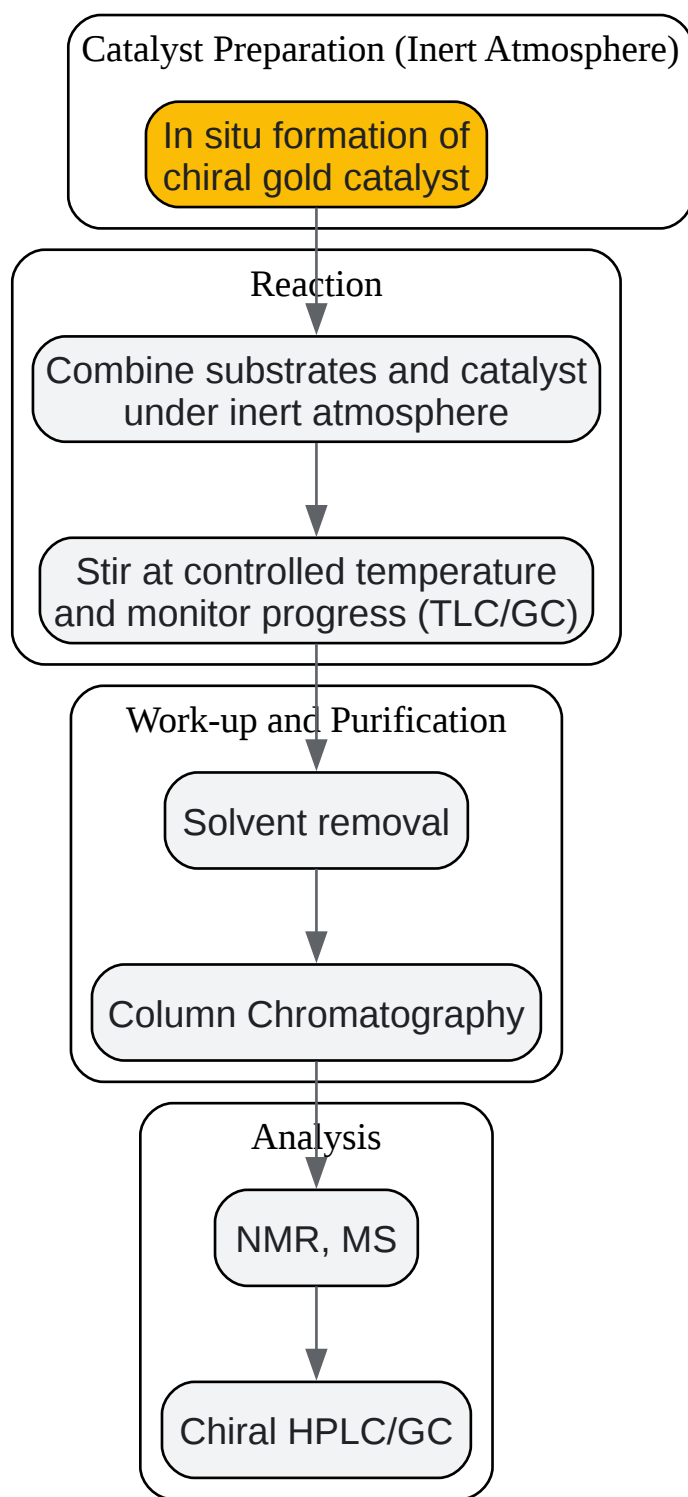 Catalyst Preparation (Inert Atmosphere)
In situ formation of
chiral gold catalyst
Reaction
Combine substrates and catalyst
under inert atmosphere
Stir at controlled temperature
and monitor progress (TLC/GC)
Work-up and Purification
Solvent removal
Column Chromatography
Analysis
NMR, MS
Chiral HPLC/GC